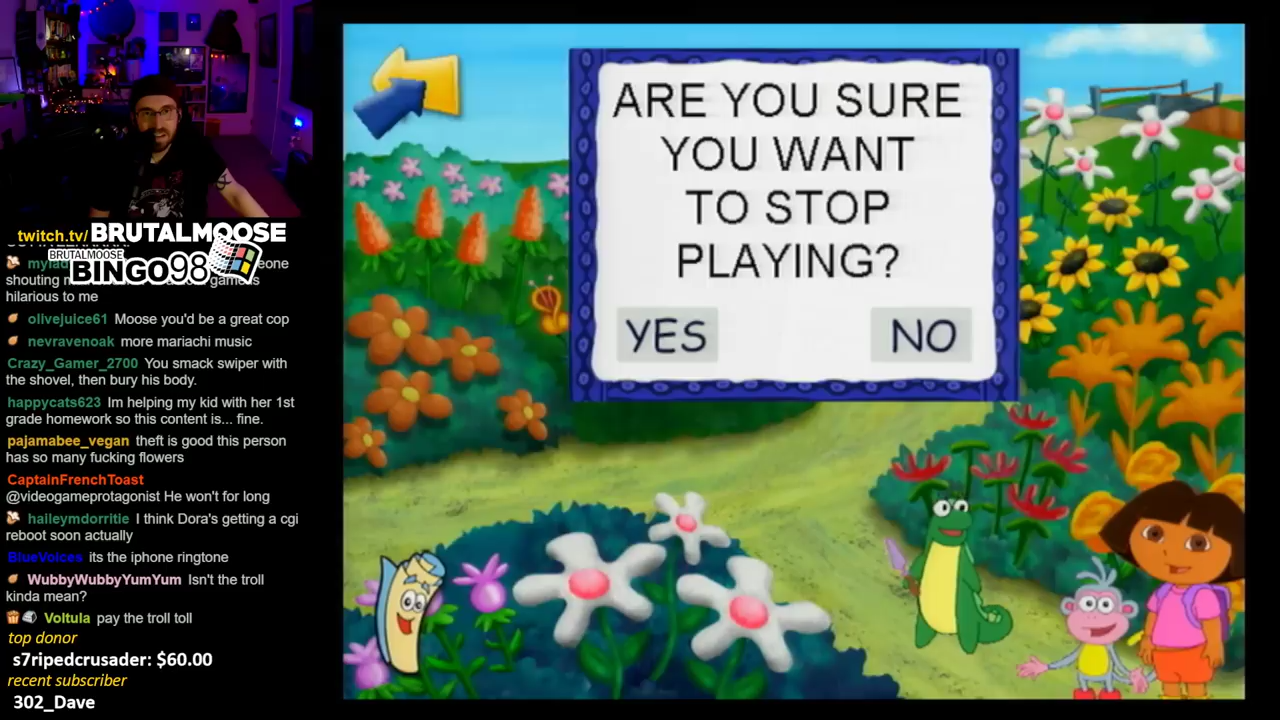 ARE YOU SURE
YOU WANT
TO STOP
PLAYING?
YES NO
twitch.tv/BRUTALMOOSE
BRUTALMOOSE
BINGO98
shouting
hilarious to me
olivejuice61 Moose you'd be a great cop
nevravenoak more mariachi music
Crazy_Gamer_2700 You smack swiper with
the shovel, then bury his body.
happycats623 Im helping my kid with her 1st
grade homework so this content is... fine.
pajamabee_vegan theft is good this person
has so many fucking flowers
CaptainFrenchToast
@videogameprotagonist He won't for long
haileymdorritie I think Dora's getting a cgi
reboot soon actually
BlueVoices its the iphone ringtone
WubbyWubbyYumYum Isn't the troll
kinda mean?
Voltula pay the troll toll
top donor
s7ripedcrusader: $60.00
recent subscriber
302_Dave